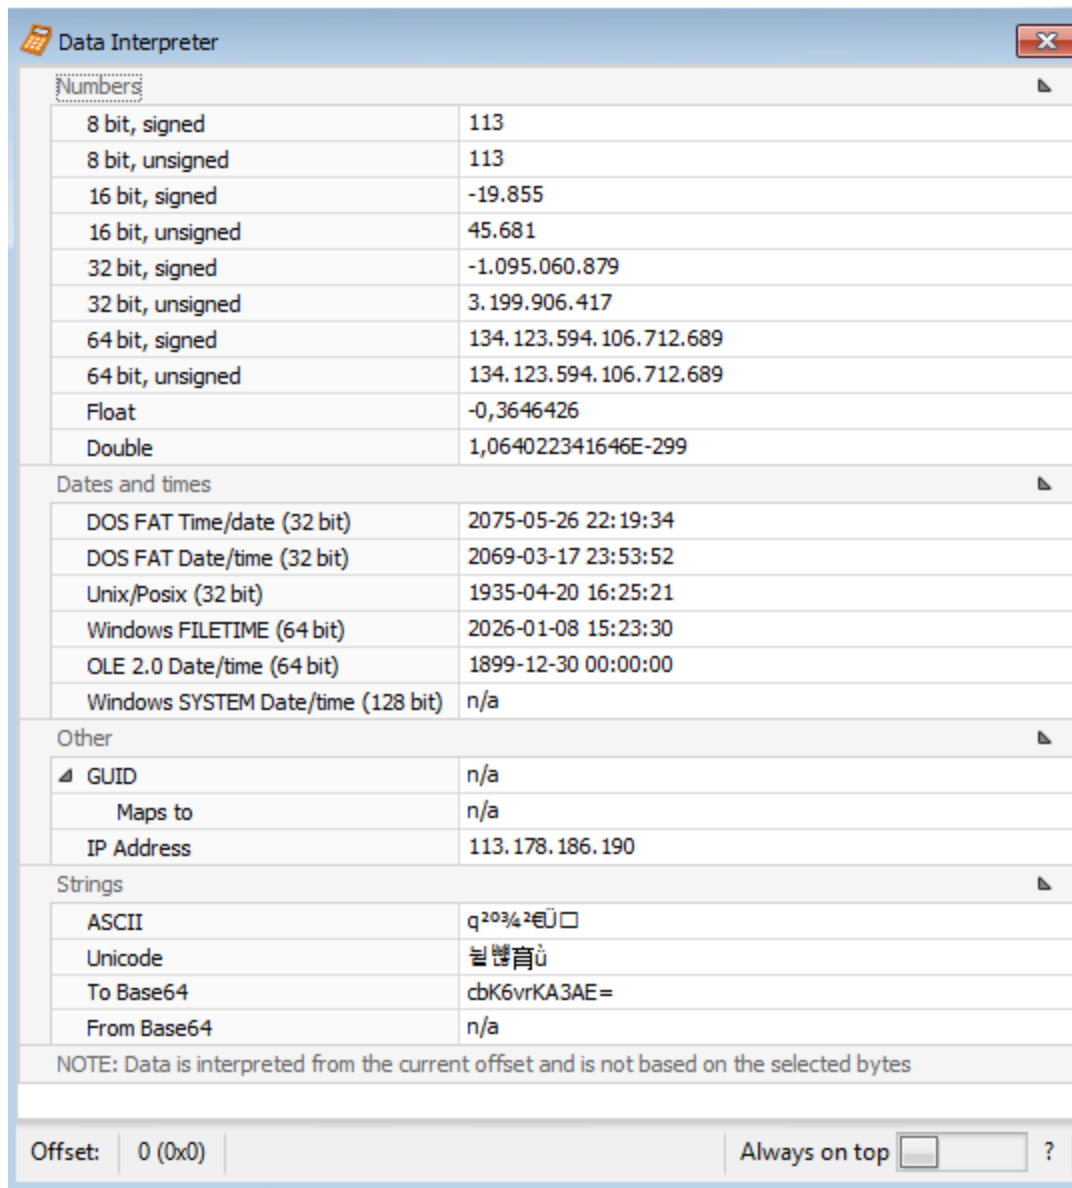 Data Interpreter
Numbers
8 bit, signed 113
8 bit, unsigned 113
16 bit, signed -19.855
16 bit, unsigned 45.681
32 bit, signed -1.095.060.879
32 bit, unsigned 3.199.906.417
64 bit, signed 134.123.594.106.712.689
64 bit, unsigned 134.123.594.106.712.689
Float -0,3646426
Double 1,064022341646E-299
Dates and times
DOS FAT Time/date (32 bit) 2075-05-26 22:19:34
DOS FAT Date/time (32 bit) 2069-03-17 23:53:52
Unix/Posix (32 bit) 1935-04-20 16:25:21
Windows FILETIME (64 bit) 2026-01-08 15:23:30
OLE 2.0 Date/time (64 bit) 1899-12-30 00:00:00
Windows SYSTEM Date/time (128 bit) n/a
Other
GUID n/a
Maps to n/a
IP Address 113.178.186.190
Strings
ASCII q²º¾²€Ü□
Unicode 뉱뺺育ǜ
To Base64 cbK6vrKA3AE=
From Base64 n/a
NOTE: Data is interpreted from the current offset and is not based on the selected bytes
Offset: 0 (0x0) Always on top ?